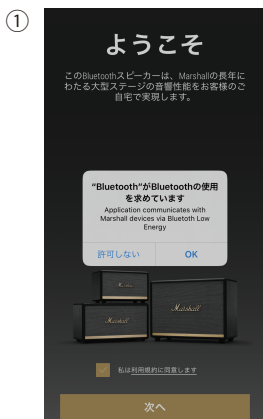 ①
ようこそ
このBluetoothスピーカーは、Marshallの長年に
わたる大型ステージの音響性能をお客様のご
自宅で実現します。
"Bluetooth"がBluetoothの使用
を求めています
Application communicates with
Marshall devices via Bluetoth Low
Energy
許可しない
OK
Marshall
Marshall
Marshall
私は利用規約に同意します
次へ